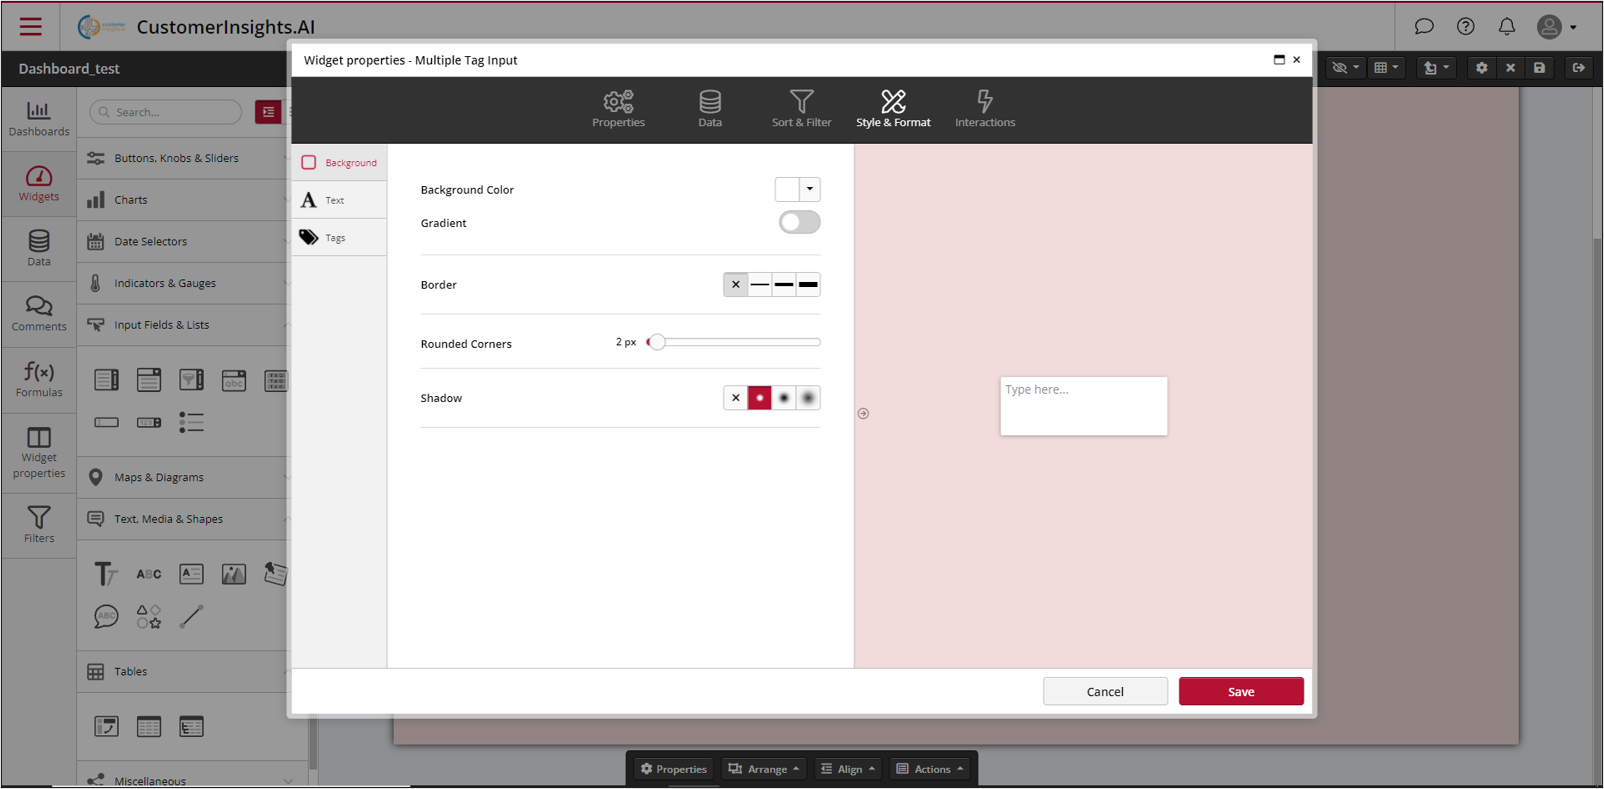 CustomerInsights.AI
Dashboard_test
Widget properties - Multiple Tag Input
Properties
Data
Sort & Filter
Style & Format
Interactions
Dashboards
Widgets
Data
Comments
Formulas
Widget
properties
Filters
Search...
Buttons, Knobs & Sliders
Charts
Date Selectors
Indicators & Gauges
Input Fields & Lists
Maps & Diagrams
Text, Media & Shapes
Tables
Miscellaneous
Background
Text
Tags
Background Color
Gradient
Border
Rounded Corners
2 px
Shadow
Type here...
Cancel
Save
Properties
Arrange
Align
Actions